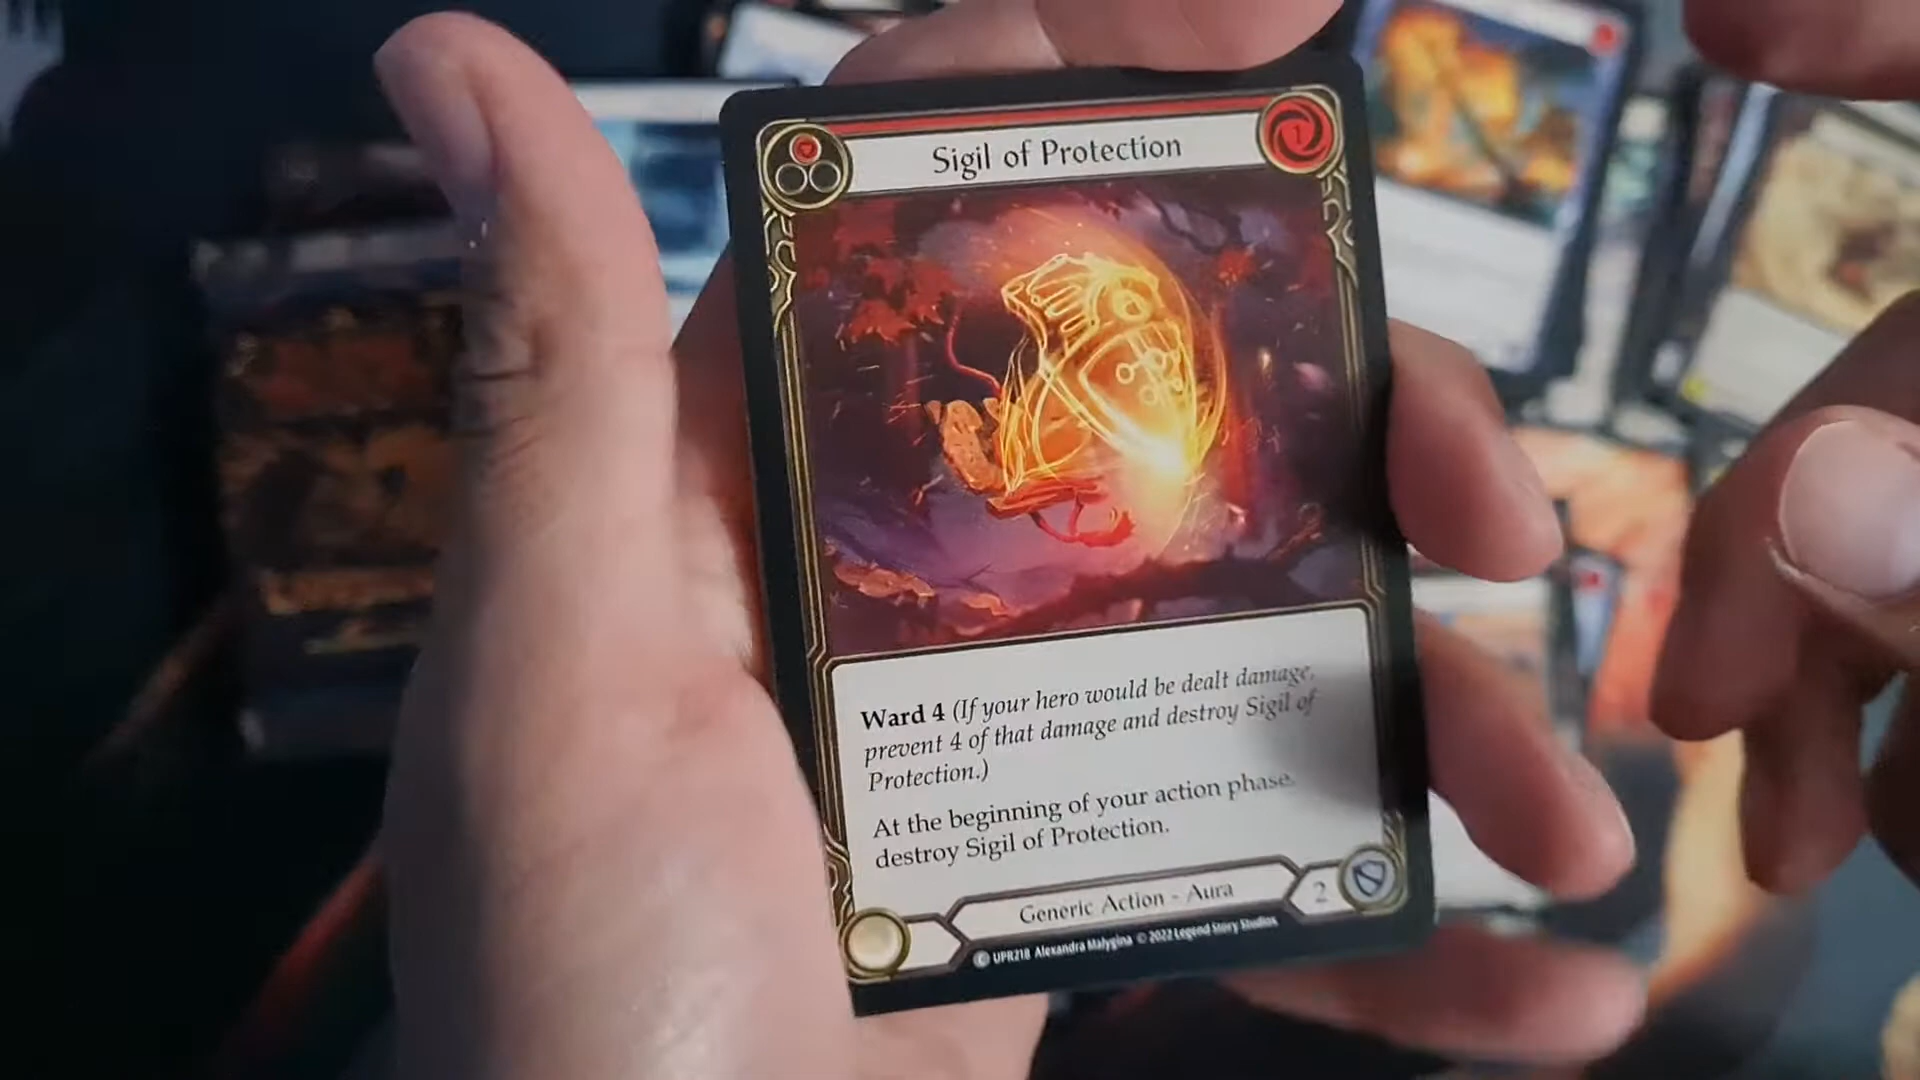 Sigil of Protection
1
Ward 4 (If your hero would be dealt damage,
prevent 4 of that damage and destroy Sigil of
Protection.)
At the beginning of your action phase,
destroy Sigil of Protection.
Generic Action - Aura
2
C UPR218 Alexandra Malygina © 2022 Legend Story Studios